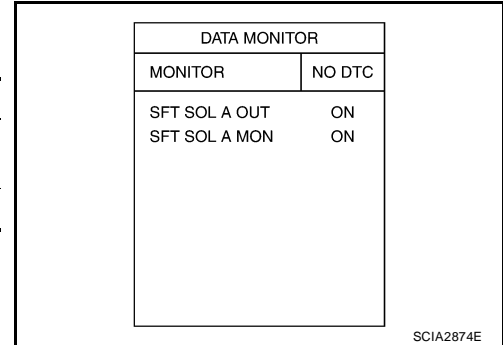 DATA MONITOR
MONITOR NO DTC
SFT SOL A OUT ON
SFT SOL A MON ON
SCIA2874E